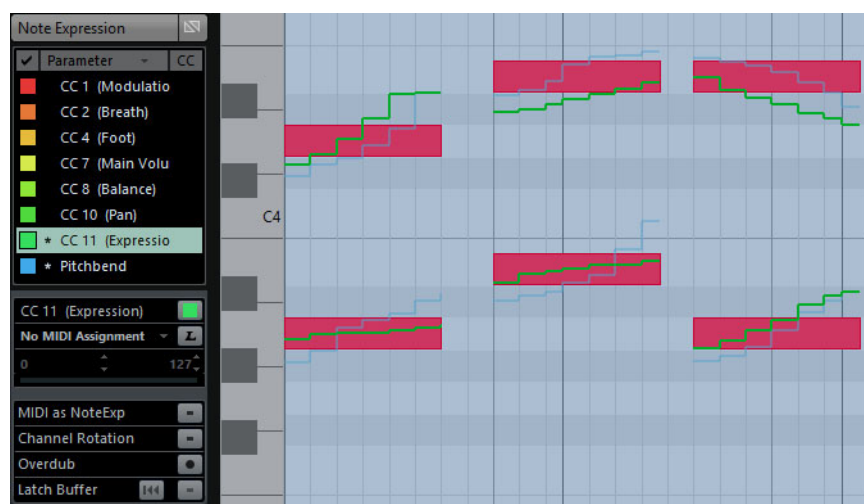 Note Expression
Parameter CC
CC 1 (Modulatio
CC 2 (Breath)
CC 4 (Foot)
CC 7 (Main Volu
CC 8 (Balance)
CC 10 (Pan)
* CC 11 (Expressio
* Pitchbend
C4
CC 11 (Expression)
No MIDI Assignment L
0 127
MIDI as NoteExp
Channel Rotation
Overdub
Latch Buffer